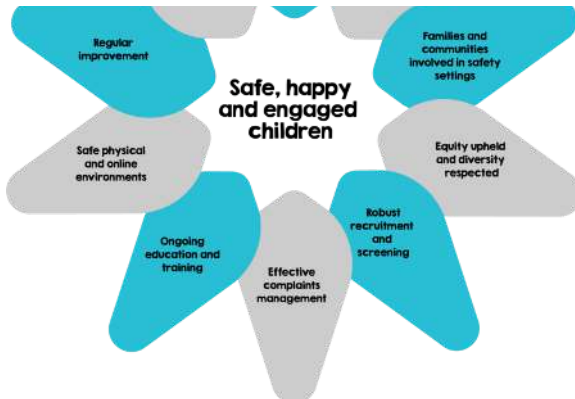 Regular
improvement
Families and
communities
involved in safety
settings
Safe, happy
and engaged
children
Safe physical
and online
environments
Equity upheld
and diversity
respected
Ongoing
education and
training
Robust
recruitment
and
screening
Effective
complaints
management